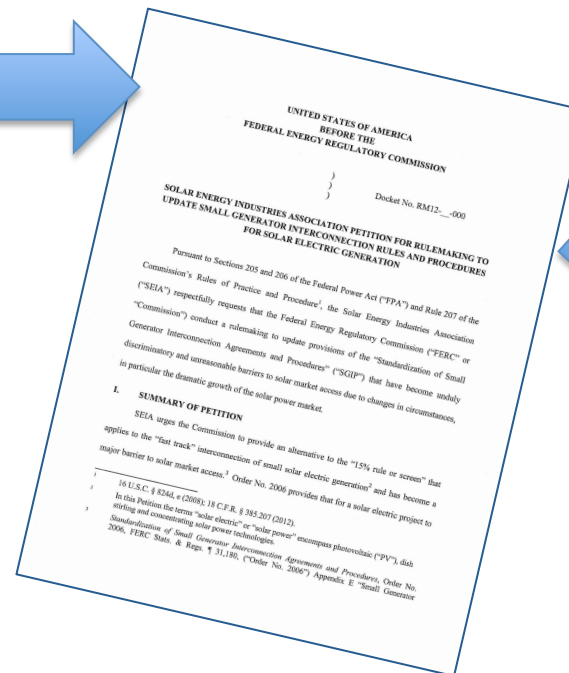 UNITED STATES OF AMERICA
BEFORE THE
FEDERAL ENERGY REGULATORY COMMISSION
)
)
) Docket No. RM12-__-000
SOLAR ENERGY INDUSTRIES ASSOCIATION PETITION FOR RULEMAKING TO
UPDATE SMALL GENERATOR INTERCONNECTION RULES AND PROCEDURES
FOR SOLAR ELECTRIC GENERATION
Pursuant to Sections 205 and 206 of the Federal Power Act ("FPA") and Rule 207 of the
Commission's Rules of Practice and Procedure1, the Solar Energy Industries Association
("SEIA") respectfully requests that the Federal Energy Regulatory Commission ("FERC" or
"Commission") conduct a rulemaking to update provisions of the "Standardization of Small
Generator Interconnection Agreements and Procedures" ("SGIP") that have become unduly
discriminatory and unreasonable barriers to solar market access due to changes in circumstances,
in particular the dramatic growth of the solar power market.
I. SUMMARY OF PETITION
SEIA urges the Commission to provide an alternative to the "15% rule or screen" that
applies to the "fast track" interconnection of small solar electric generation2 and has become a
major barrier to solar market access.3 Order No. 2006 provides that for a solar electric project to
1 16 U.S.C. § 824d, e (2008); 18 C.F.R. § 385.207 (2012).
2 In this Petition the terms "solar electric" or "solar power" encompass photovoltaic ("PV"), dish
stirling and concentrating solar power technologies.
3 Standardization of Small Generator Interconnection Agreements and Procedures, Order No.
2006, FERC Stats. & Regs. ¶ 31,180, ("Order No. 2006") Appendix E "Small Generator